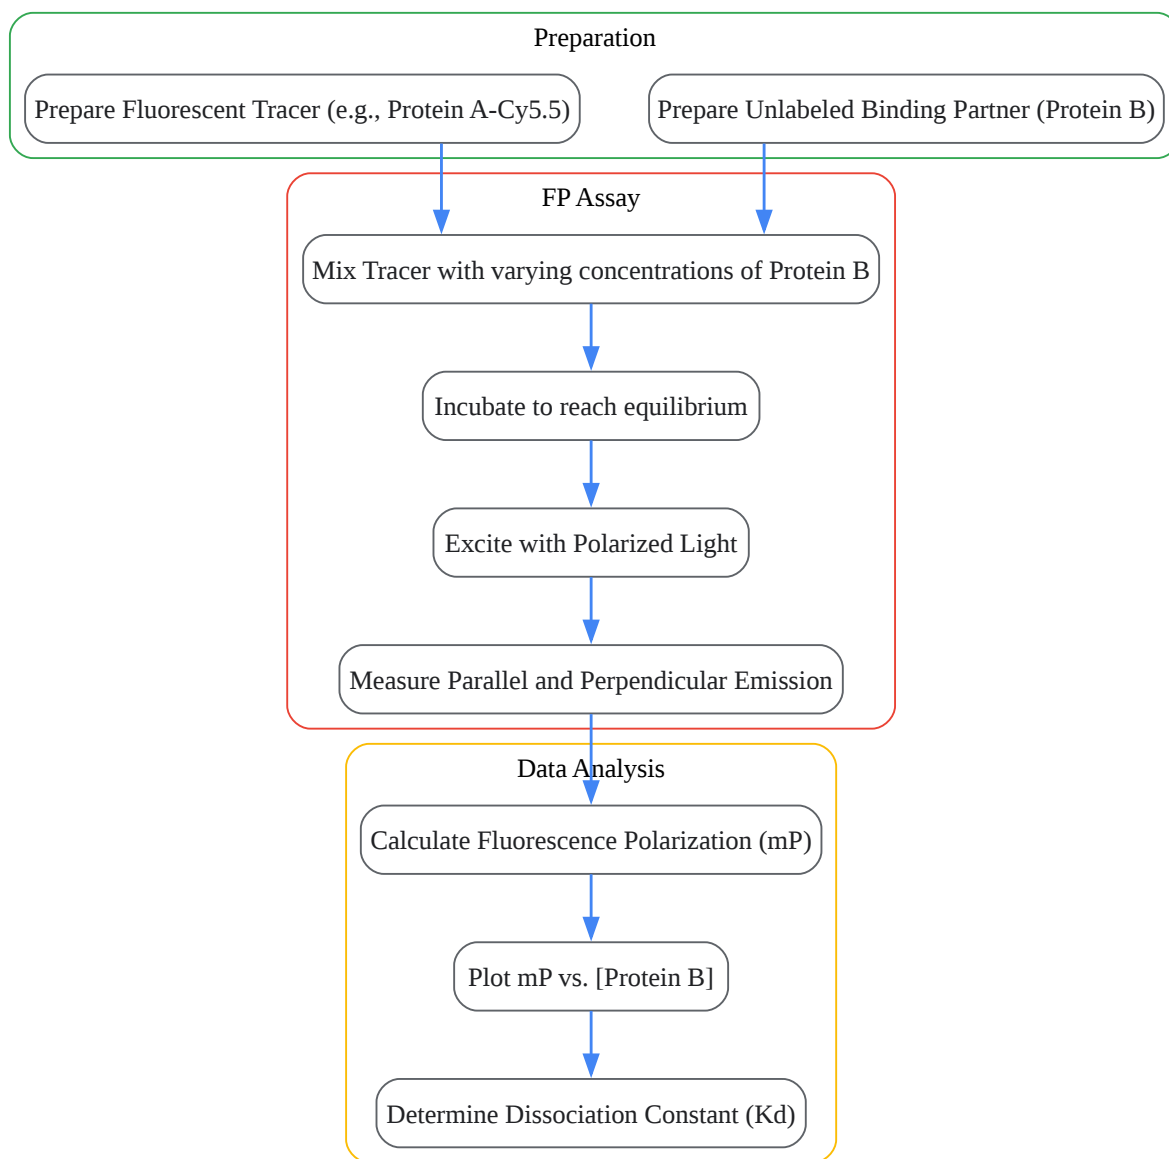 Preparation
Prepare Fluorescent Tracer (e.g., Protein A-Cy5.5)
Prepare Unlabeled Binding Partner (Protein B)
FP Assay
Mix Tracer with varying concentrations of Protein B
Incubate to reach equilibrium
Excite with Polarized Light
Measure Parallel and Perpendicular Emission
Data Analysis
Calculate Fluorescence Polarization (mP)
Plot mP vs. [Protein B]
Determine Dissociation Constant (Kd)